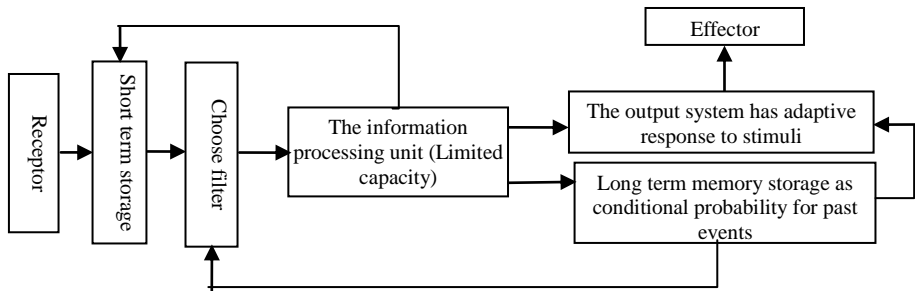 Receptor
Short term storage
Choose filter
The information
processing unit (Limited
capacity)
Effector
The output system has adaptive
response to stimuli
Long term memory storage as
conditional probability for past
events